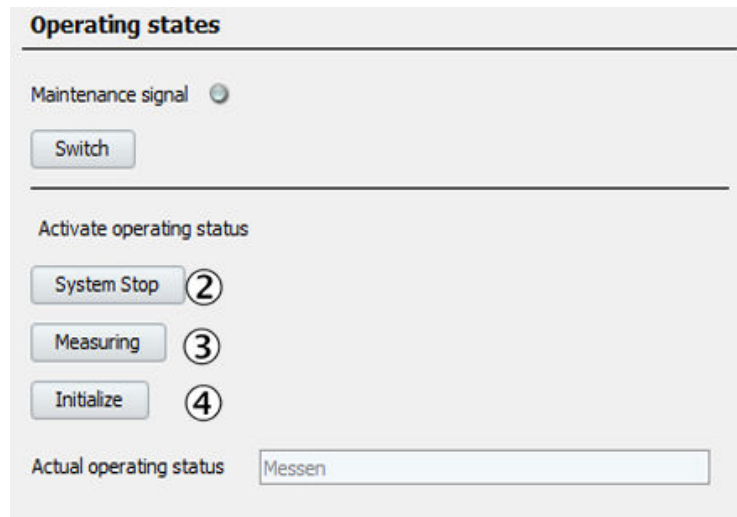 Operating states
Maintenance signal
Switch
Activate operating status
System Stop ②
Measuring ③
Initialize ④
Actual operating status Messen